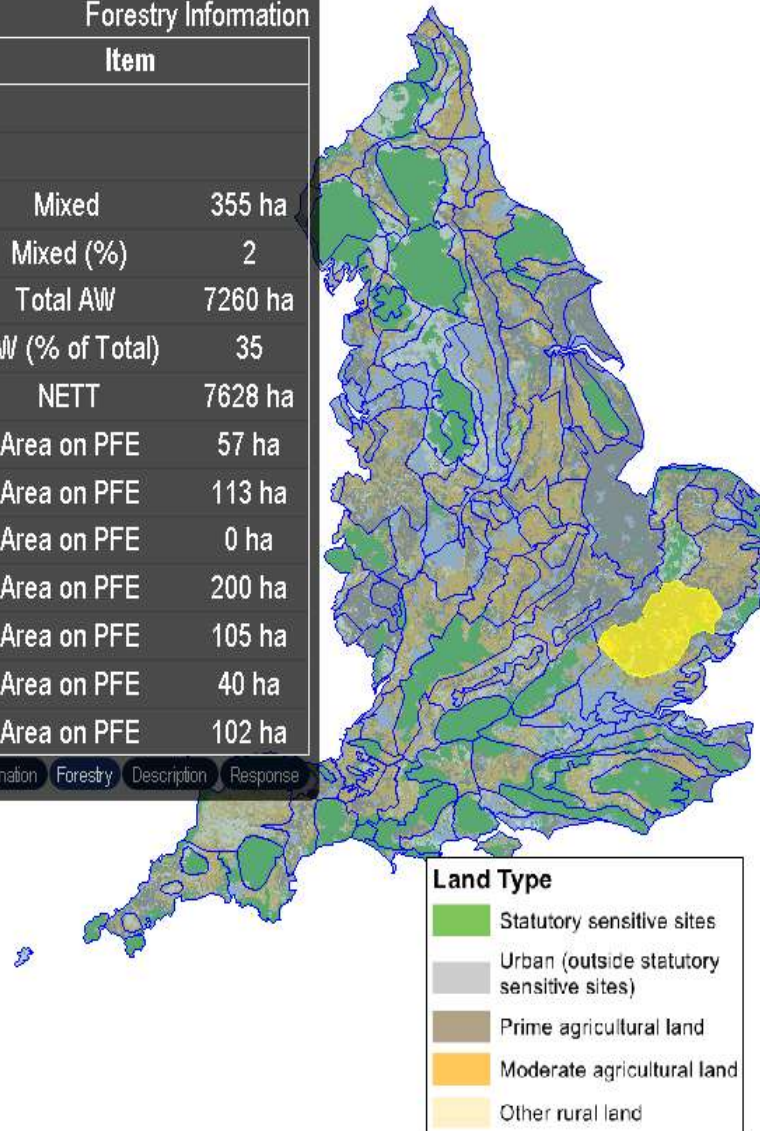 Forestry Information
Item
Mixed 355 ha
Mixed (%) 2
Total AW 7260 ha
W (% of Total) 35
NETT 7628 ha
Area on PFE 57 ha
Area on PFE 113 ha
Area on PFE 0 ha
Area on PFE 200 ha
Area on PFE 105 ha
Area on PFE 40 ha
Area on PFE 102 ha
mation Forestry Description Response
Land Type
Statutory sensitive sites
Urban (outside statutory
sensitive sites)
Prime agricultural land
Moderate agricultural land
Other rural land